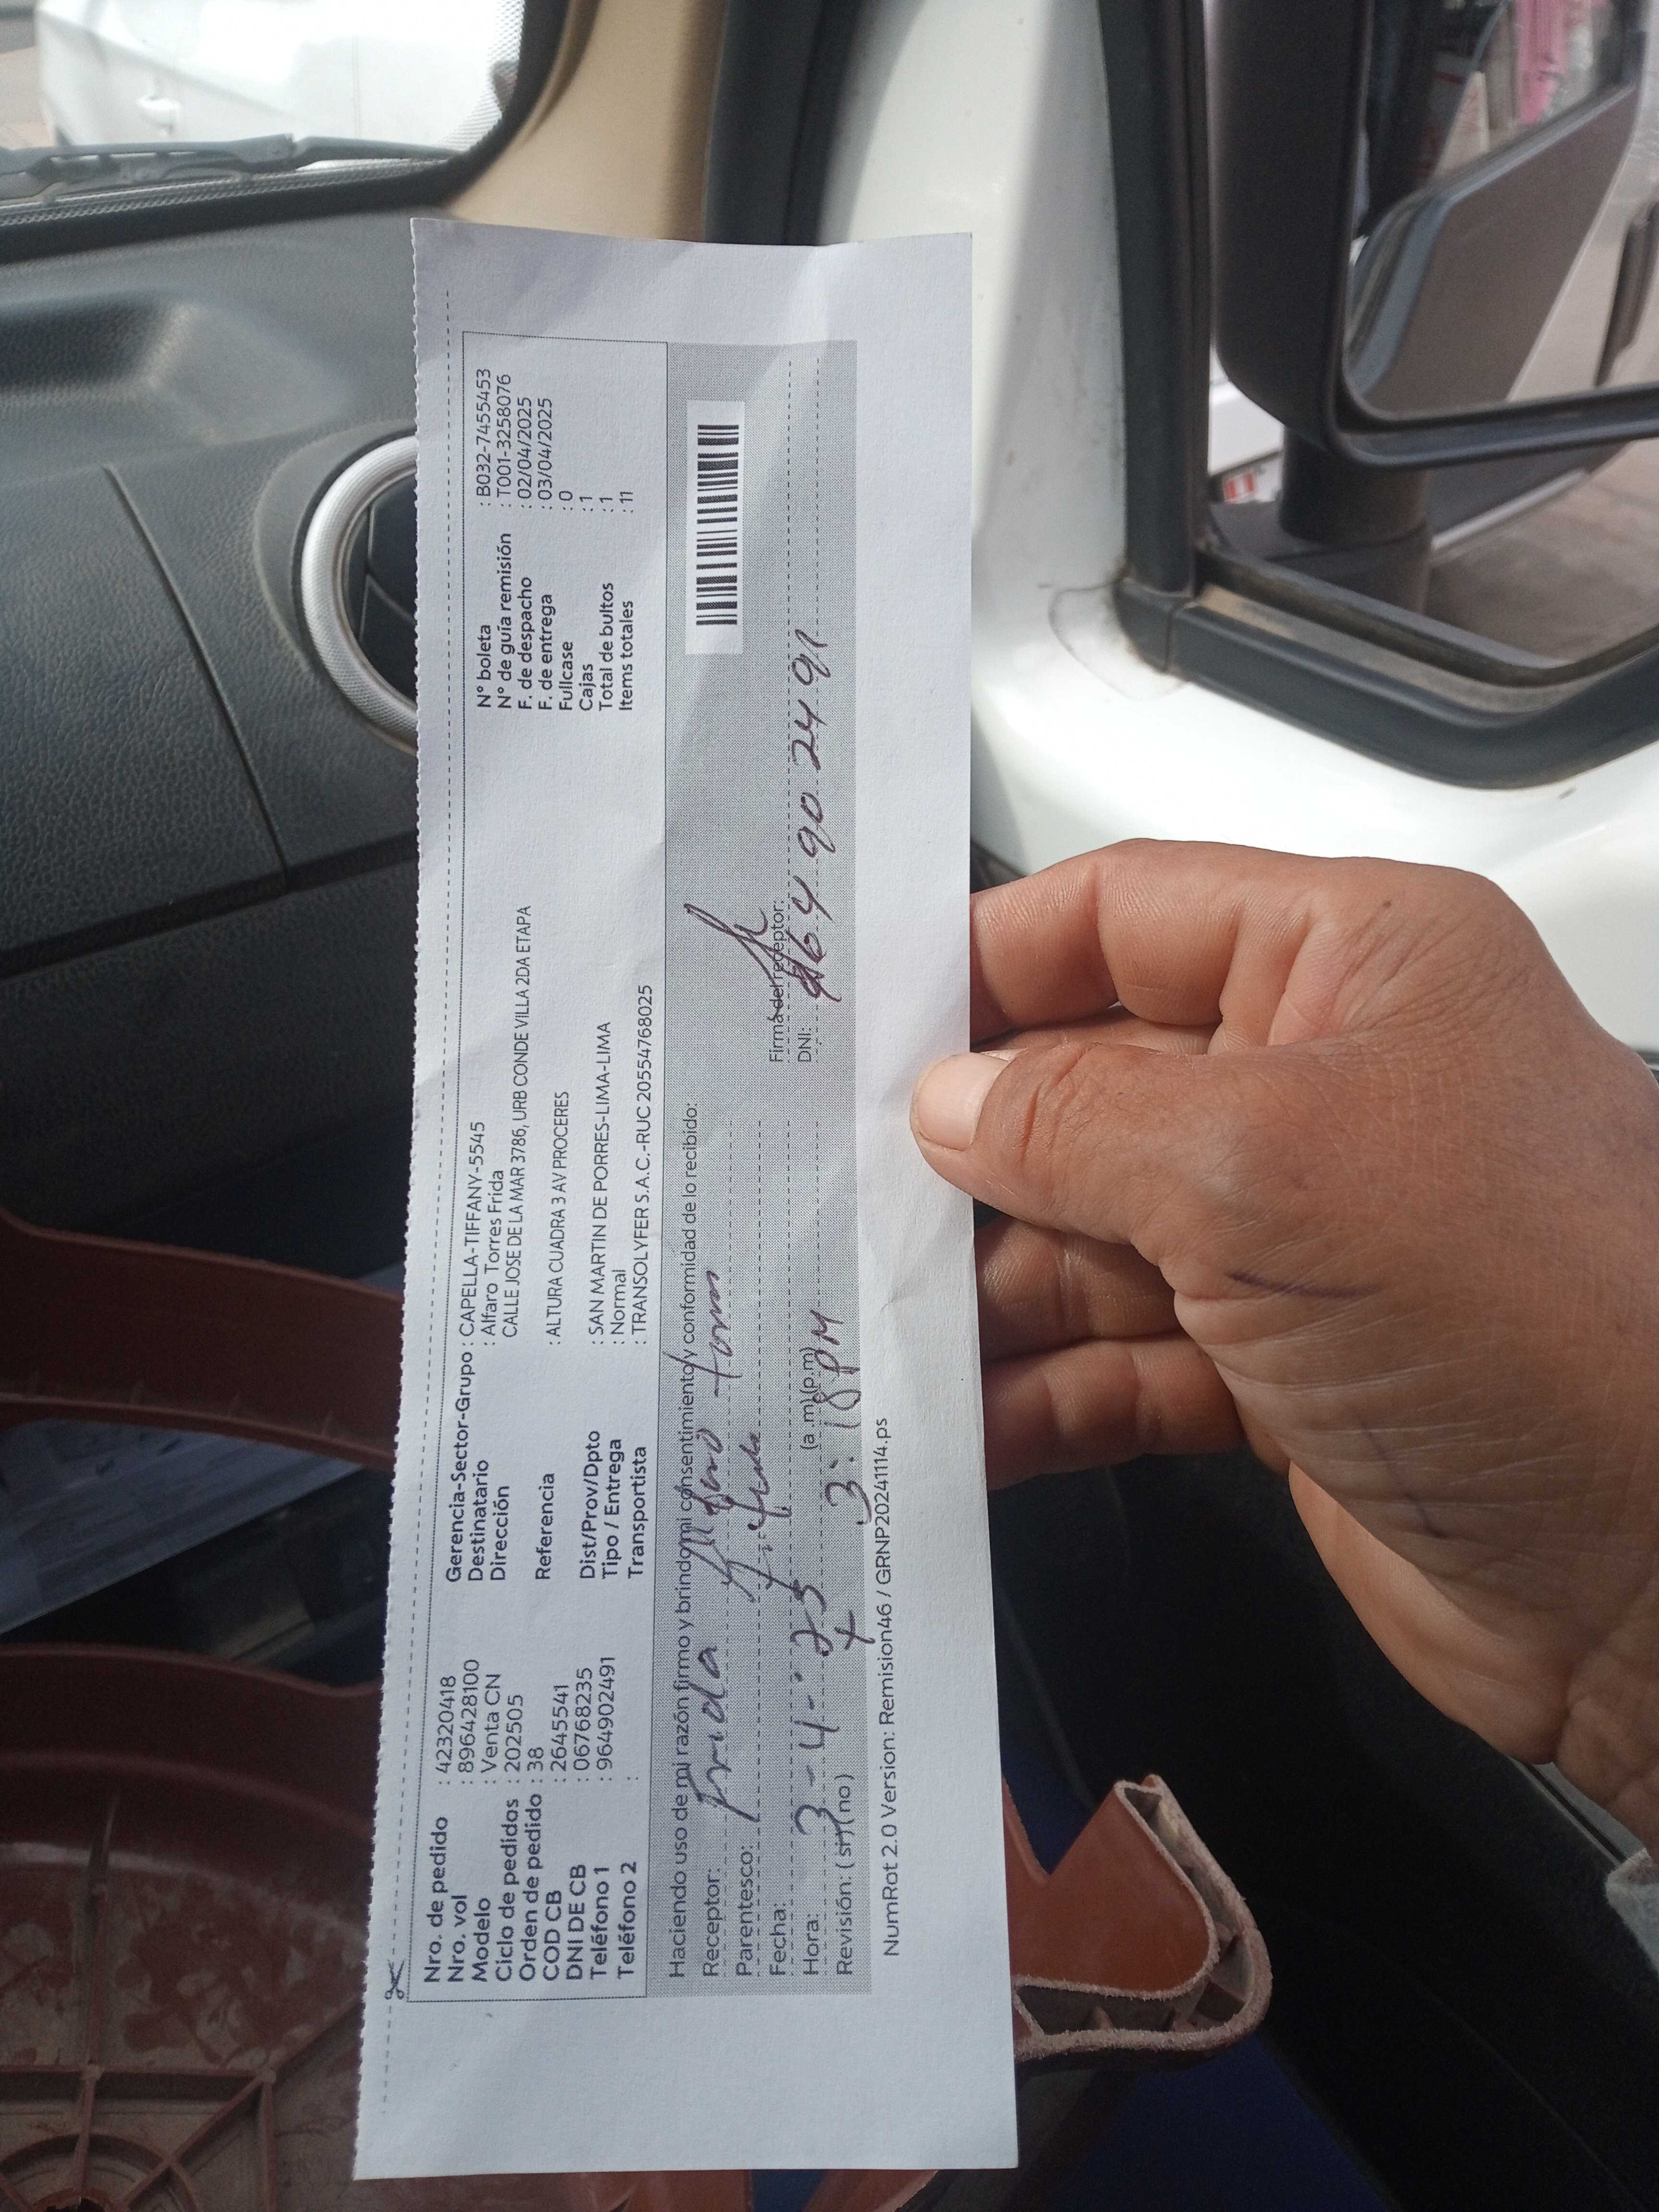 Nro. de pedido : 42320418
Nro. vol : 896428100
Modelo : Venta CN
Ciclo de pedidos : 202505
Orden de pedido : 38
COD CB : 2645541
DNI DE CB : 06768235
Teléfono 1 : 964902491
Teléfono 2 :
Gerencia-Sector-Grupo : CAPELLA-TIFFANY-5545
Destinatario : Alfaro Torres Frida
Dirección CALLE JOSE DE LA MAR 3786, URB CONDE VILLA 2DA ETAPA
Referencia : ALTURA CUADRA 3 AV PROCERES
Dist/Prov/Dpto : SAN MARTIN DE PORRES-LIMA-LIMA
Tipo / Entrega : Normal
Transportista : TRANSOLYFER S.A.C.-RUC 20554768025
N° boleta : B032-7455453
N° de guía remisión : T001-3258076
F. de despacho : 02/04/2025
F. de entrega : 03/04/2025
Fullcase : 0
Cajas : 1
Total de bultos : 1
Items totales : 11
Haciendo uso de mi razón firmo y brindo mi consentimiento y conformidad de lo recibido:
Receptor: Frida Alfaro
Parentesco:
Fecha: 3-4-25
Hora: (a .m) (p.m) 3:18 PM
Revisión: ( si ) ( no )
Firma del receptor:
DNI: 964902491
NumRot 2.0 Version: Remision46 / GRNP20241114.ps